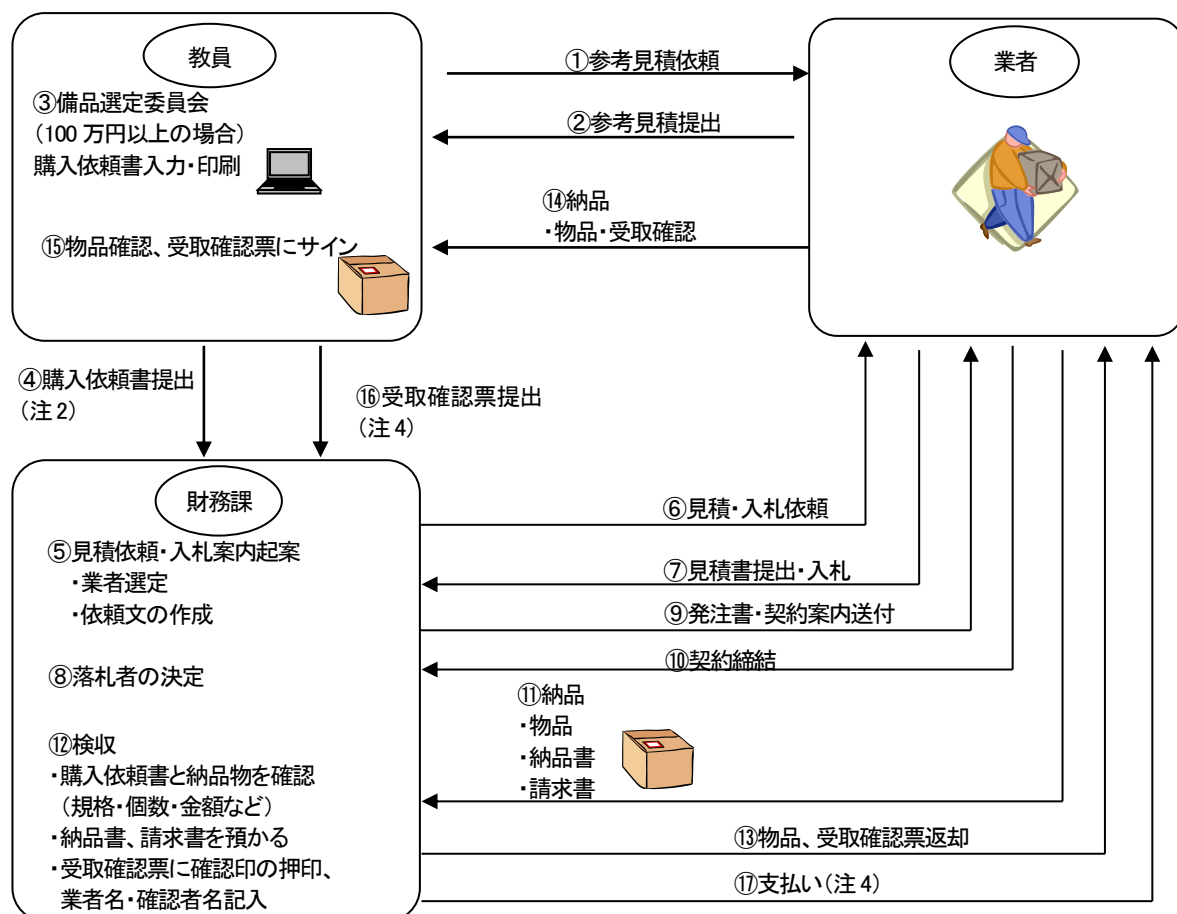 教員
③備品選定委員会
(100 万円以上の場合)
購入依頼書入力・印刷
⑮物品確認、受取確認票にサイン
①参考見積依頼
②参考見積提出
⑭納品
・物品・受取確認
業者
④購入依頼書提出
(注 2)
⑯受取確認票提出
(注 4)
財務課
⑤見積依頼・入札案内起案
・業者選定
・依頼文の作成
⑧落札者の決定
⑫検収
・購入依頼書と納品物を確認
(規格・個数・金額など)
・納品書、請求書を預かる
・受取確認票に確認印の押印、
業者名・確認者名記入
⑥見積・入札依頼
⑦見積書提出・入札
⑨発注書・契約案内送付
⑩契約締結
⑪納品
・物品
・納品書
・請求書
⑬物品、受取確認票返却
⑰支払い(注 4)